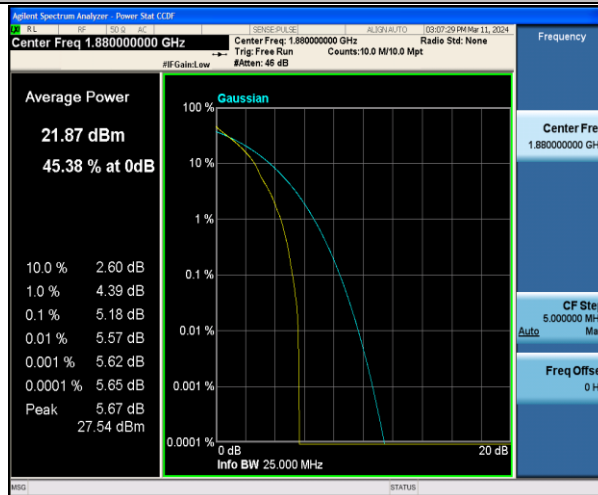 Agilent Spectrum Analyzer - Power Stat CCDF
RL RF 50 Ω AC SENSE:PULSE ALIGN AUTO 03:07:29 PM Mar 11, 2024
Center Freq 1.880000000 GHz
Center Freq: 1.880000000 GHz Radio Std: None
Trig: Free Run Counts:10.0 M/10.0 Mpt
#IFGain:Low #Atten: 46 dB
Frequency
Average Power
21.87 dBm
45.38 % at 0dB
10.0 % 2.60 dB
1.0 % 4.39 dB
0.1 % 5.18 dB
0.01 % 5.57 dB
0.001 % 5.62 dB
0.0001 % 5.65 dB
Peak 5.67 dB
27.54 dBm
Gaussian
100 %
10 %
1 %
0.1 %
0.01 %
0.001 %
0.0001 %
0 dB 20 dB
Info BW 25.000 MHz
Center Fre
1.880000000 GH
CF Ste
5.000000 MH
Auto Ma
Freq Offse
0 H
MSG STATUS